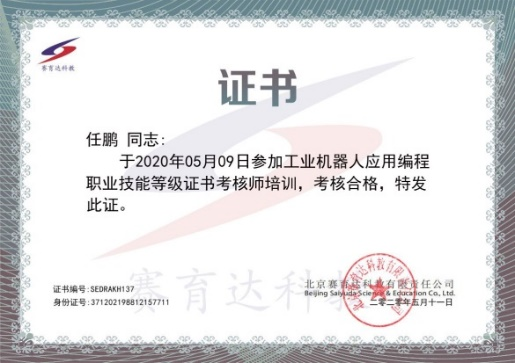 赛育达科教
证书
任鹏 同志：
于2020年05月09日参加工业机器人应用编程
职业技能等级证书考核师培训，考核合格，特发
此证。
赛育达科教
证书编号:SEDRAKH137
身份证号:371202198812157711
北京赛育达科教有限责任公司
Beijing Saiyuda Science & Education Co., Ltd.
二〇二〇年五月十一日